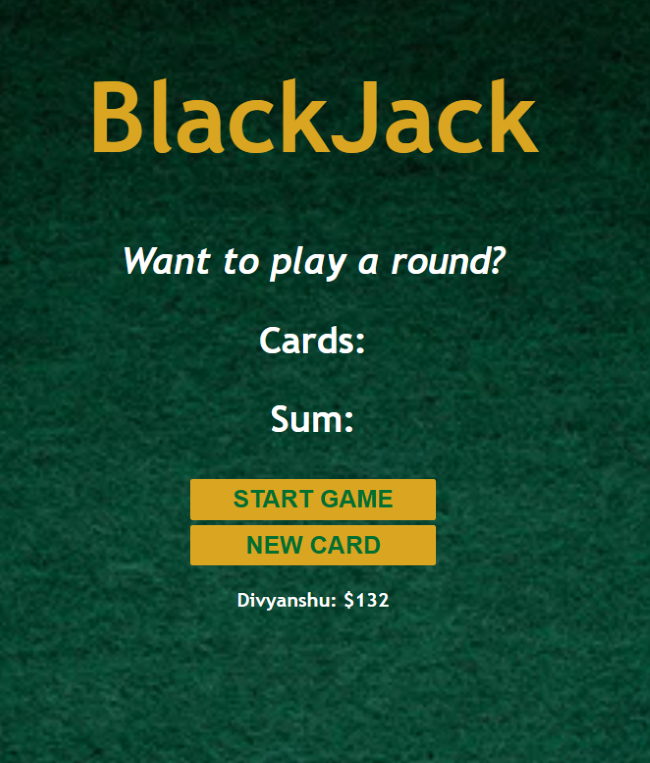 BlackJack
Want to play a round?
Cards:
Sum:
START GAME
NEW CARD
Divyanshu: $132